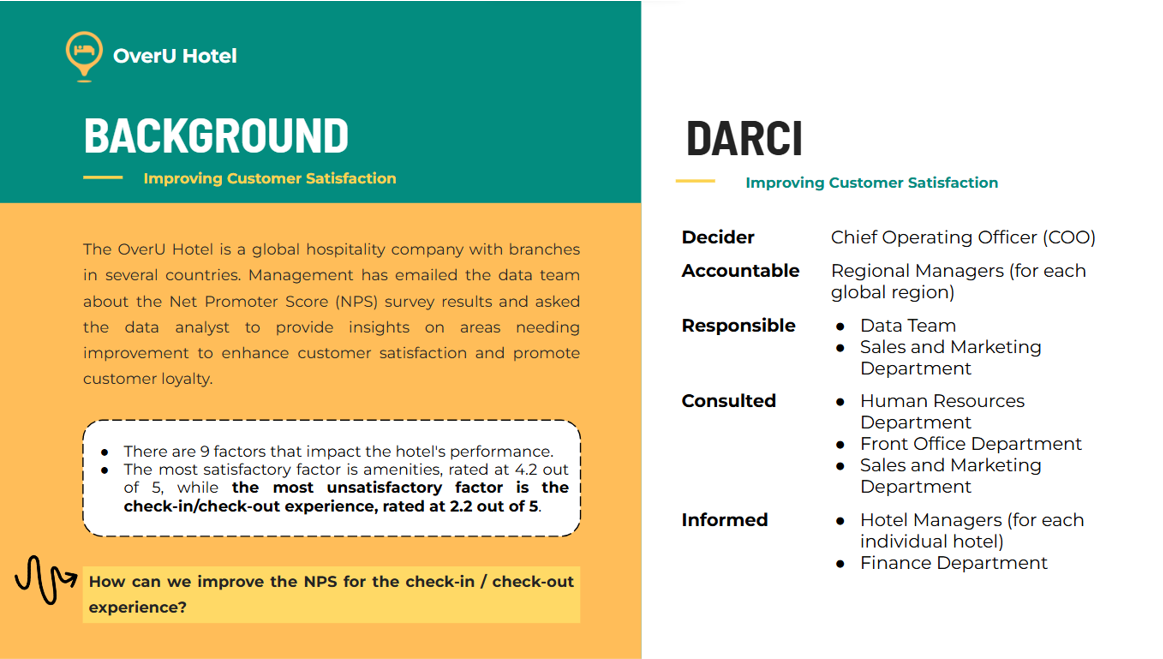 OverU Hotel
BACKGROUND
Improving Customer Satisfaction
The OverU Hotel is a global hospitality company with branches
in several countries. Management has emailed the data team
about the Net Promoter Score (NPS) survey results and asked
the data analyst to provide insights on areas needing
improvement to enhance customer satisfaction and promote
customer loyalty.
● There are 9 factors that impact the hotel's performance.
● The most satisfactory factor is amenities, rated at 4.2 out
of 5, while the most unsatisfactory factor is the
check-in/check-out experience, rated at 2.2 out of 5.
How can we improve the NPS for the check-in / check-out
experience?
DARCI
Improving Customer Satisfaction
Decider Chief Operating Officer (COO)
Accountable Regional Managers (for each
global region)
Responsible ● Data Team
● Sales and Marketing
Department
Consulted ● Human Resources
Department
● Front Office Department
● Sales and Marketing
Department
Informed ● Hotel Managers (for each
individual hotel)
● Finance Department